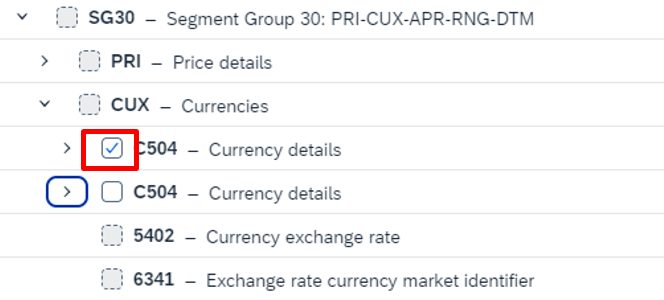 SG30 – Segment Group 30: PRI-CUX-APR-RNG-DTM
PRI – Price details
CUX – Currencies
C504 – Currency details
C504 – Currency details
5402 – Currency exchange rate
6341 – Exchange rate currency market identifier